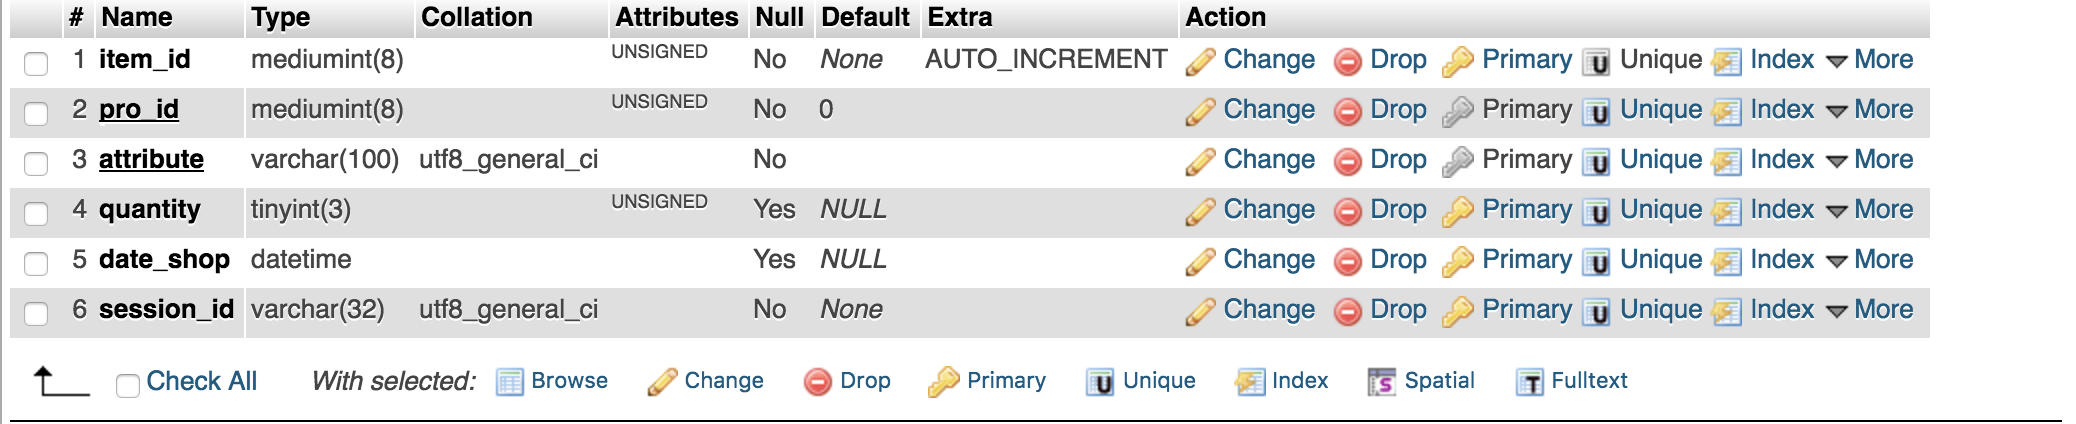 # Name Type Collation Attributes Null Default Extra Action
1 item_id mediumint(8) UNSIGNED No None AUTO_INCREMENT Change Drop Primary Unique Index More
2 pro_id mediumint(8) UNSIGNED No 0 Change Drop Primary Unique Index More
3 attribute varchar(100) utf8_general_ci No Change Drop Primary Unique Index More
4 quantity tinyint(3) UNSIGNED Yes NULL Change Drop Primary Unique Index More
5 date_shop datetime Yes NULL Change Drop Primary Unique Index More
6 session_id varchar(32) utf8_general_ci No None Change Drop Primary Unique Index More
Check All With selected: Browse Change Drop Primary Unique Index Spatial Fulltext